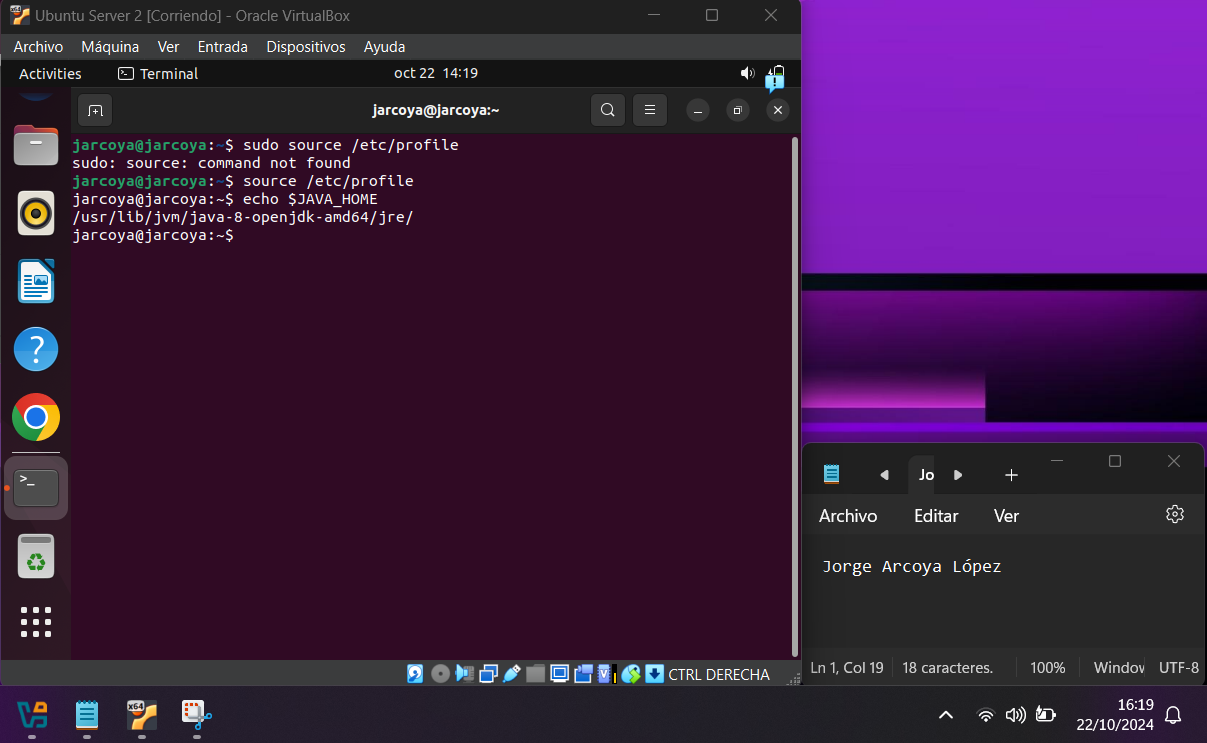 Ubuntu Server 2 [Corriendo] - Oracle VirtualBox
Archivo Máquina Ver Entrada Dispositivos Ayuda
Activities Terminal oct 22 14:19
jarcoya@jarcoya:~
jarcoya@jarcoya:~$ sudo source /etc/profile
sudo: source: command not found
jarcoya@jarcoya:~$ source /etc/profile
jarcoya@jarcoya:~$ echo $JAVA_HOME
/usr/lib/jvm/java-8-openjdk-amd64/jre/
jarcoya@jarcoya:~$
CTRL DERECHA
Jo
Archivo Editar Ver
Jorge Arcoya López
Ln 1, Col 19 18 caracteres. 100% Window UTF-8
x64
16:19
22/10/2024